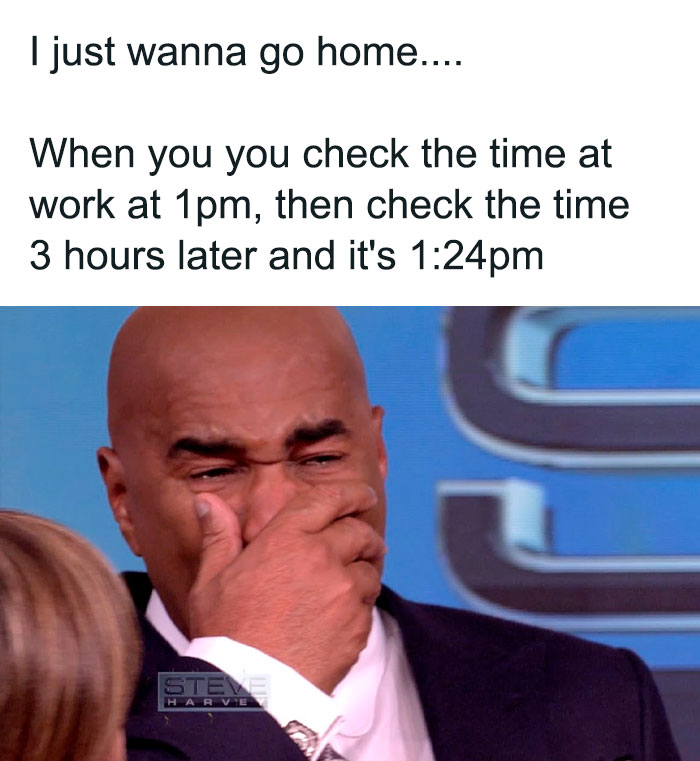 I just wanna go home....
When you you check the time at
work at 1pm, then check the time
3 hours later and it's 1:24pm
STEVE
HARVEY